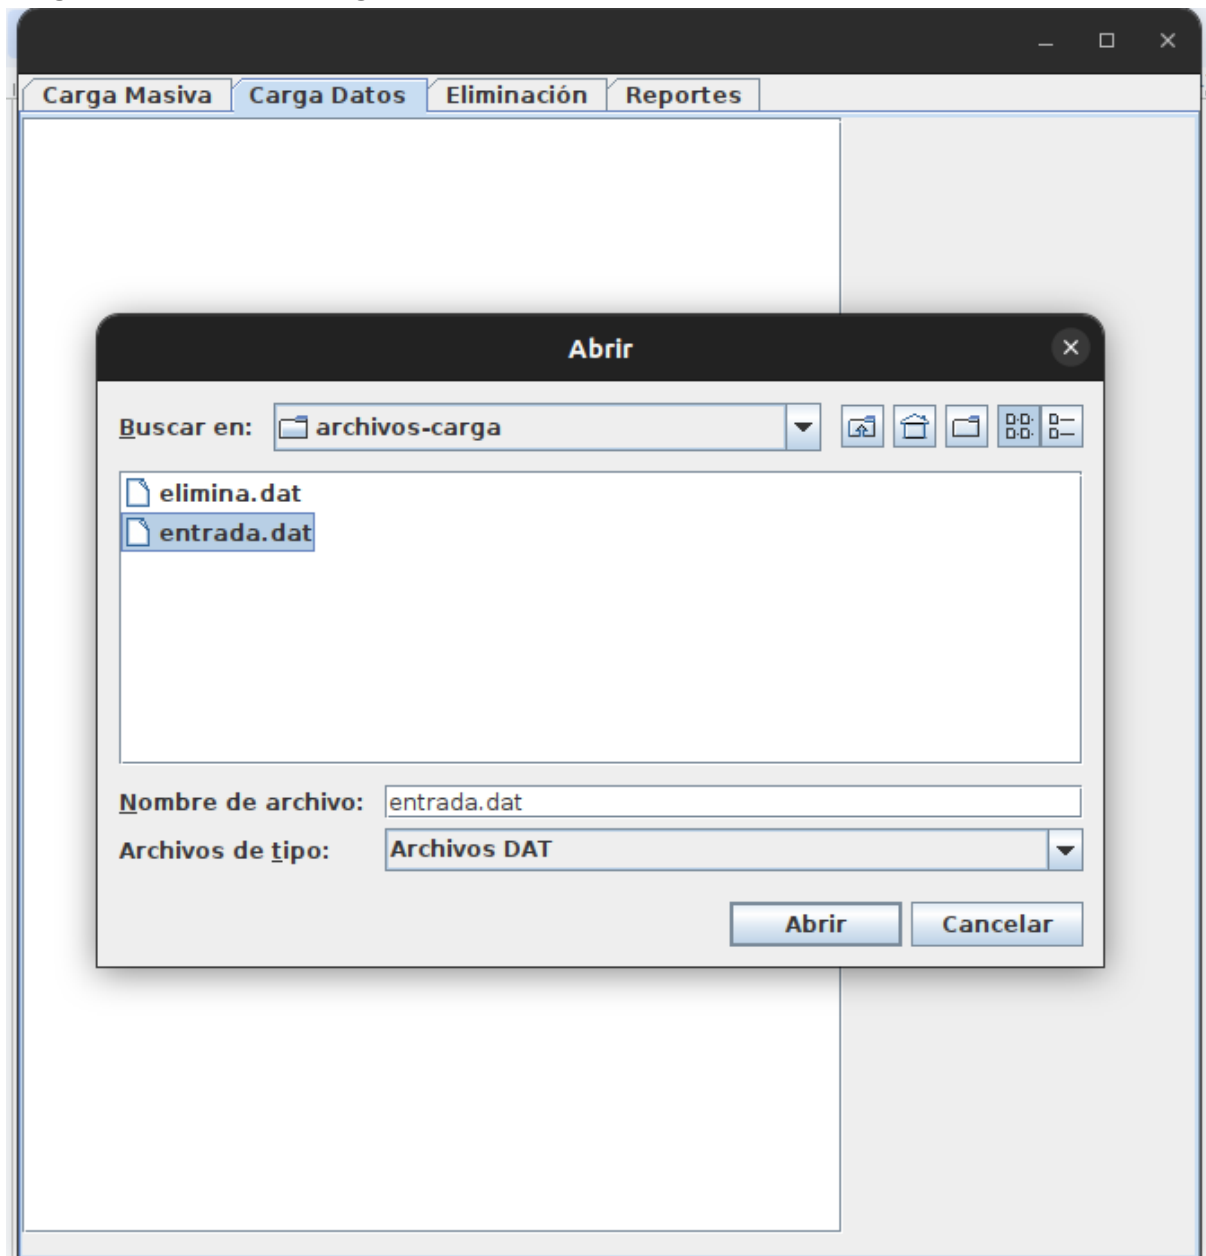 Carga Masiva Carga Datos Eliminación Reportes
Abrir
Buscar en: archivos-carga
elimina.dat
entrada.dat
Nombre de archivo: entrada.dat
Archivos de tipo: Archivos DAT
Abrir Cancelar